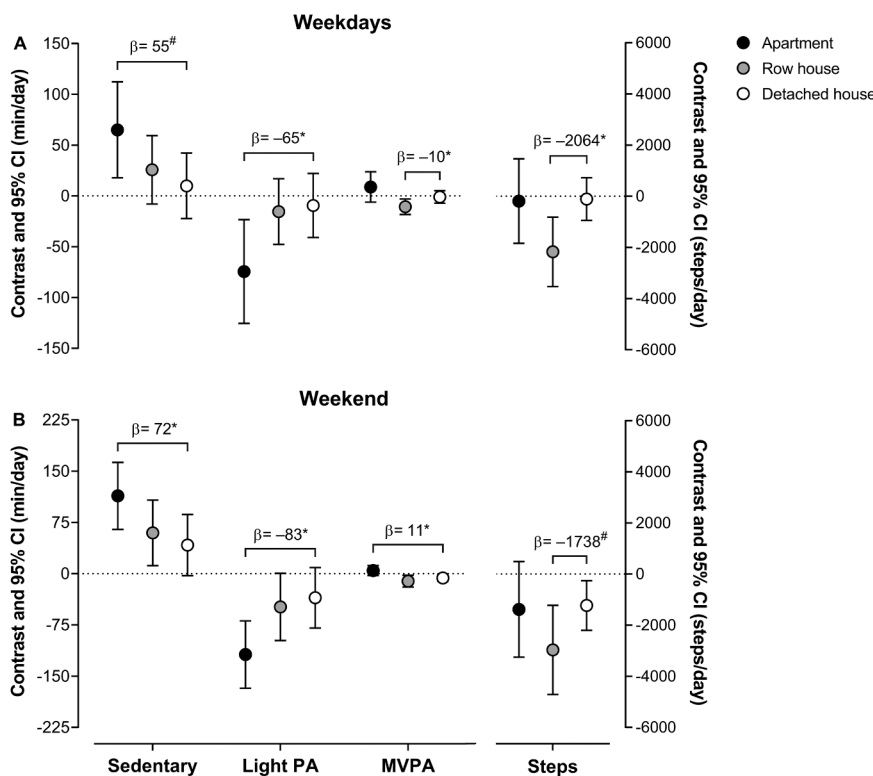 Weekdays
A
Contrast and 95% CI (min/day)
150
100
50
0
-50
-100
-150
β= 55#
β= –65*
β= –10*
β= –2064*
6000
4000
2000
0
-2000
-4000
-6000
Contrast and 95% CI (steps/day)
Apartment
Row house
Detached house
Weekend
B
Contrast and 95% CI (min/day)
225
150
75
0
-75
-150
-225
β= 72*
β= –83*
β= 11*
β= –1738#
6000
4000
2000
0
-2000
-4000
-6000
Contrast and 95% CI (steps/day)
Sedentary
Light PA
MVPA
Steps